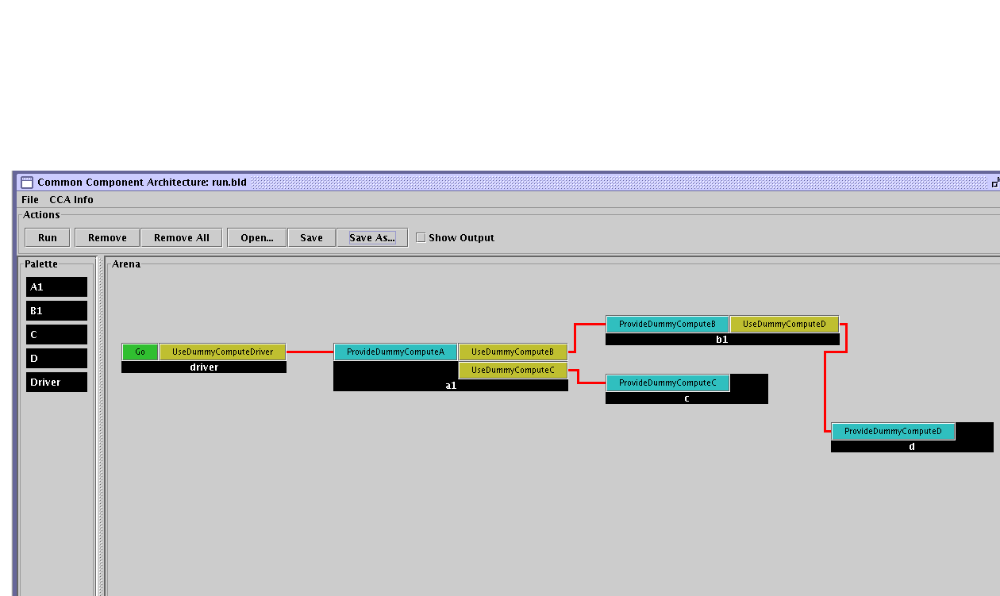 Common Component Architecture: run.bld
File CCA Info
Actions
Run Remove Remove All Open... Save Save As... Show Output
Palette
A1
B1
C
D
Driver
Arena
Go UseDummyComputeDriver
driver
ProvideDummyComputeA UseDummyComputeB
UseDummyComputeC
a1
ProvideDummyComputeB UseDummyComputeD
b1
ProvideDummyComputeC
c
ProvideDummyComputeD
d